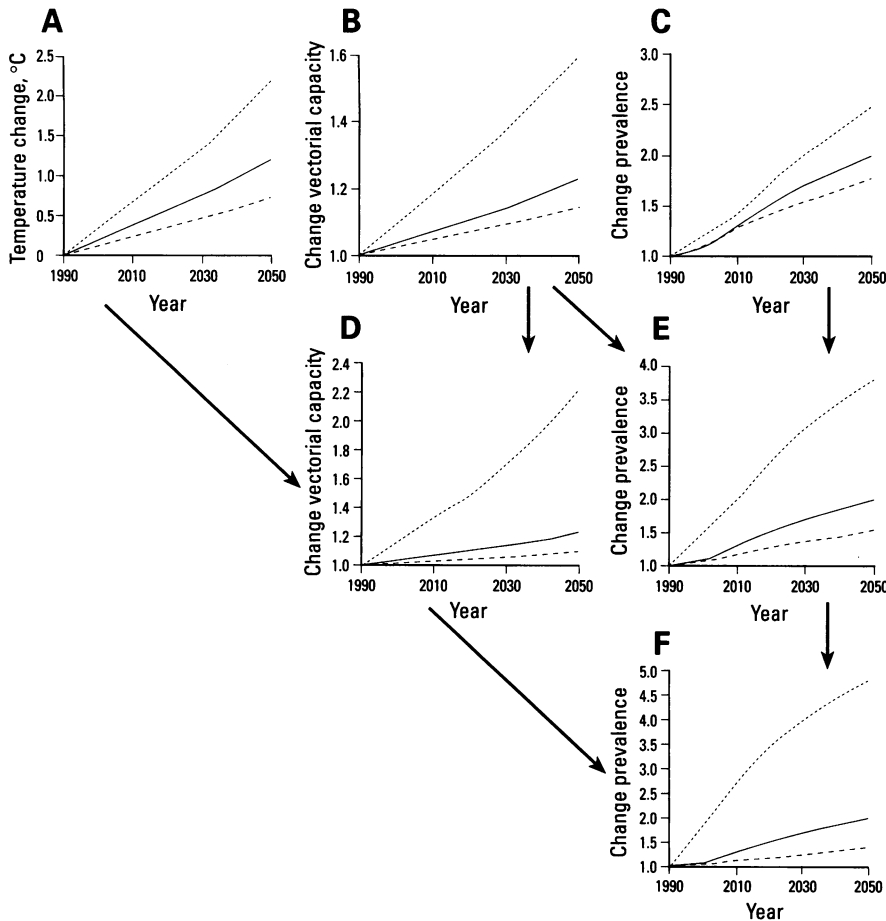 A
Temperature change, °C
2.5
2.0
1.5
1.0
0.5
0
1990 2010 2030 2050
Year
B
Change vectorial capacity
1.6
1.4
1.2
1.0
1990 2010 2030 2050
Year
C
Change prevalence
3.0
2.5
2.0
1.5
1.0
1990 2010 2030 2050
Year
D
Change vectorial capacity
2.4
2.2
2.0
1.8
1.6
1.4
1.2
1.0
1990 2010 2030 2050
Year
E
Change prevalence
4.0
3.5
3.0
2.5
2.0
1.5
1.0
1990 2010 2030 2050
Year
F
Change prevalence
5.0
4.5
4.0
3.5
3.0
2.5
2.0
1.5
1.0
1990 2010 2030 2050
Year